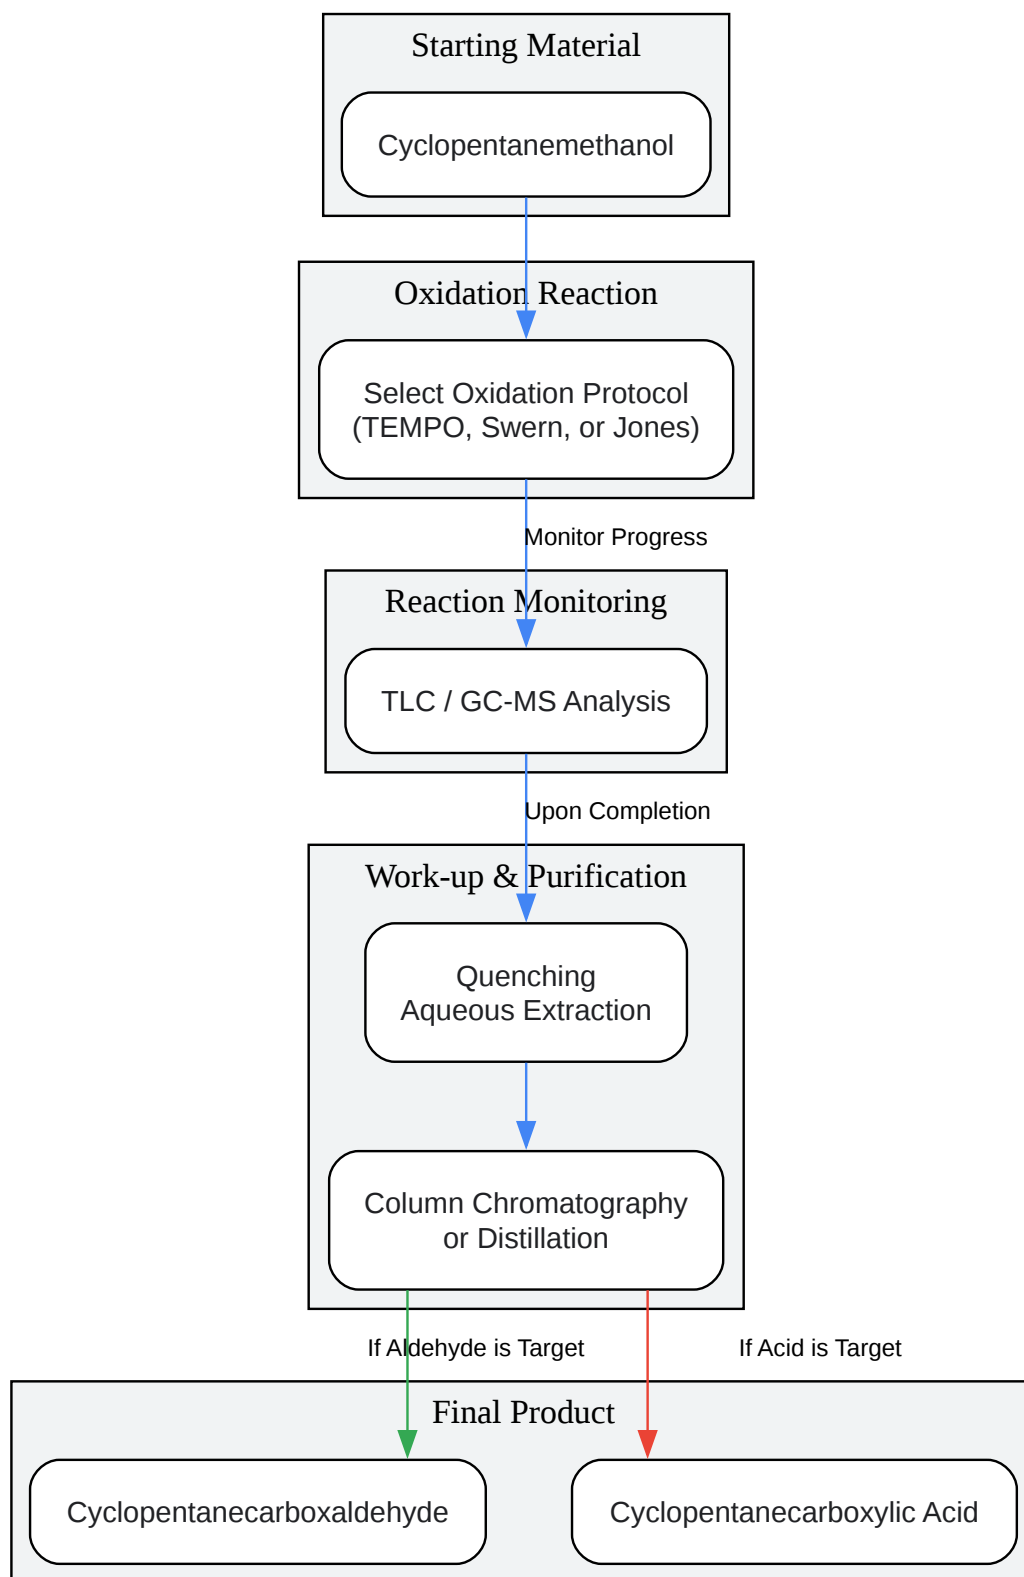 Starting Material
Cyclopentanemethanol
Oxidation Reaction
Select Oxidation Protocol
(TEMPO, Swern, or Jones)
Monitor Progress
Reaction Monitoring
TLC / GC-MS Analysis
Upon Completion
Work-up & Purification
Quenching
Aqueous Extraction
Column Chromatography
or Distillation
If Aldehyde is Target
If Acid is Target
Final Product
Cyclopentanecarboxaldehyde
Cyclopentanecarboxylic Acid